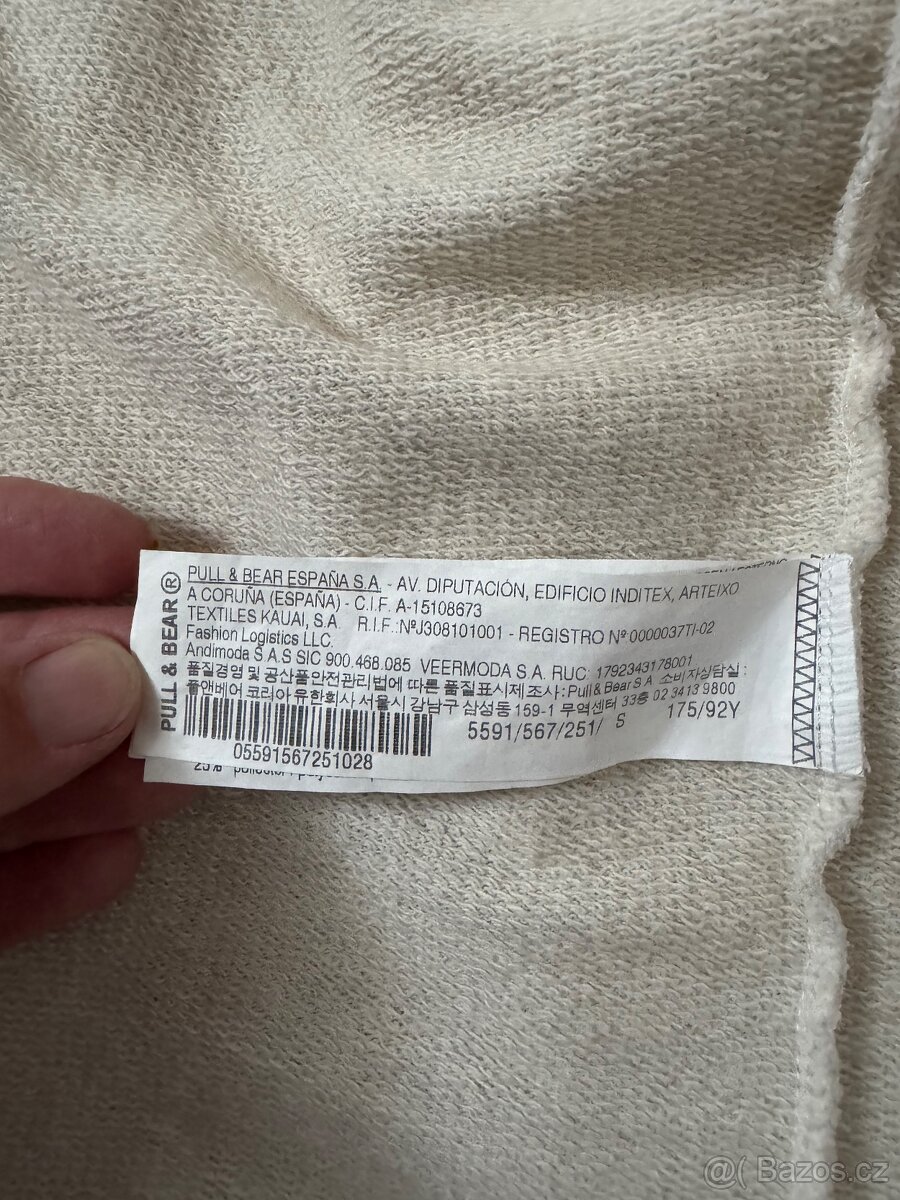 PULL & BEAR®
PULL & BEAR ESPAÑA S.A. - AV. DIPUTACIÓN, EDIFICIO INDITEX, ARTEIXO
A CORUÑA (ESPAÑA) - C.I.F. A-15108673
TEXTILES KAUAI, S.A R.I.F.:NºJ308101001 - REGISTRO Nº 0000037TI-02
Fashion Logistics LLC.
Andimoda S.A.S SIC 900.468.085 VEERMODA S.A. RUC: 1792343178001
품질경영 및 공산품안전관리법에 따른 품질표시제조사: Pull & Bear S.A 소비자상담실 :
풀앤베어 코리아유한회사 서울시 강남구 삼성동 159-1 무역센터 33층 02 3413 9800
5591/567/251/ S 175/92Y
05591567251028
25%
@( Bazos.cz